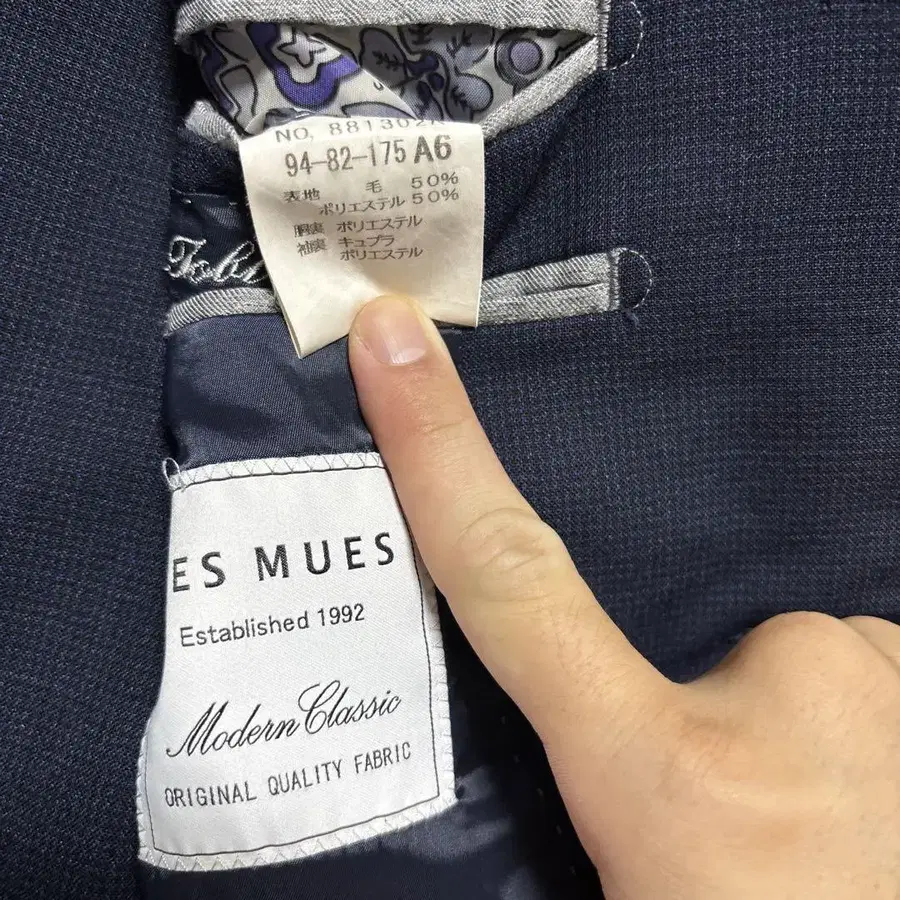 NO. 881302
94-82-175 A6
表地 毛 50%
ポリエステル 50%
胴裏 ポリエステル
袖裏 キュプラ
ポリエステル
ES MUES
Established 1992
Modern Classic
ORIGINAL QUALITY FABRIC